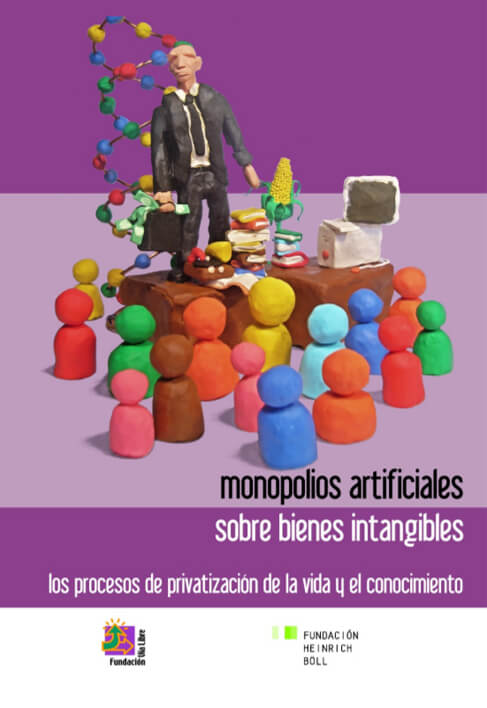 monopolios artificiales
sobre bienes intangibles
los procesos de privatización de la vida y el conocimiento
Fundación
Vía Libre
FUNDACIÓN
HEINRICH
BÖLL